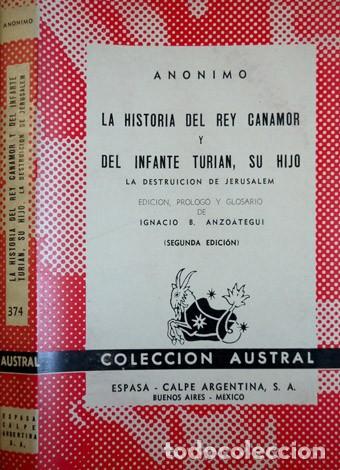 ANONIMO
LA HISTORIA DEL REY CANAMOR Y DEL INFANTE
TURIAN, SU HIJO. LA DESTRUICION DE JERUSALEM
374
AUSTRAL
ESPASA
CALPE
ARGENTINA
S. A.
ANONIMO
LA HISTORIA DEL REY CANAMOR
Y
DEL INFANTE TURIAN, SU HIJO
LA DESTRUICION DE JERUSALEM
EDICION, PROLOGO Y GLOSARIO
DE
IGNACIO B. ANZOATEGUI
(SEGUNDA EDICIÓN)
COLECCION AUSTRAL
ESPASA - CALPE ARGENTINA, S. A.
BUENOS AIRES - MEXICO
todocoleccion.net